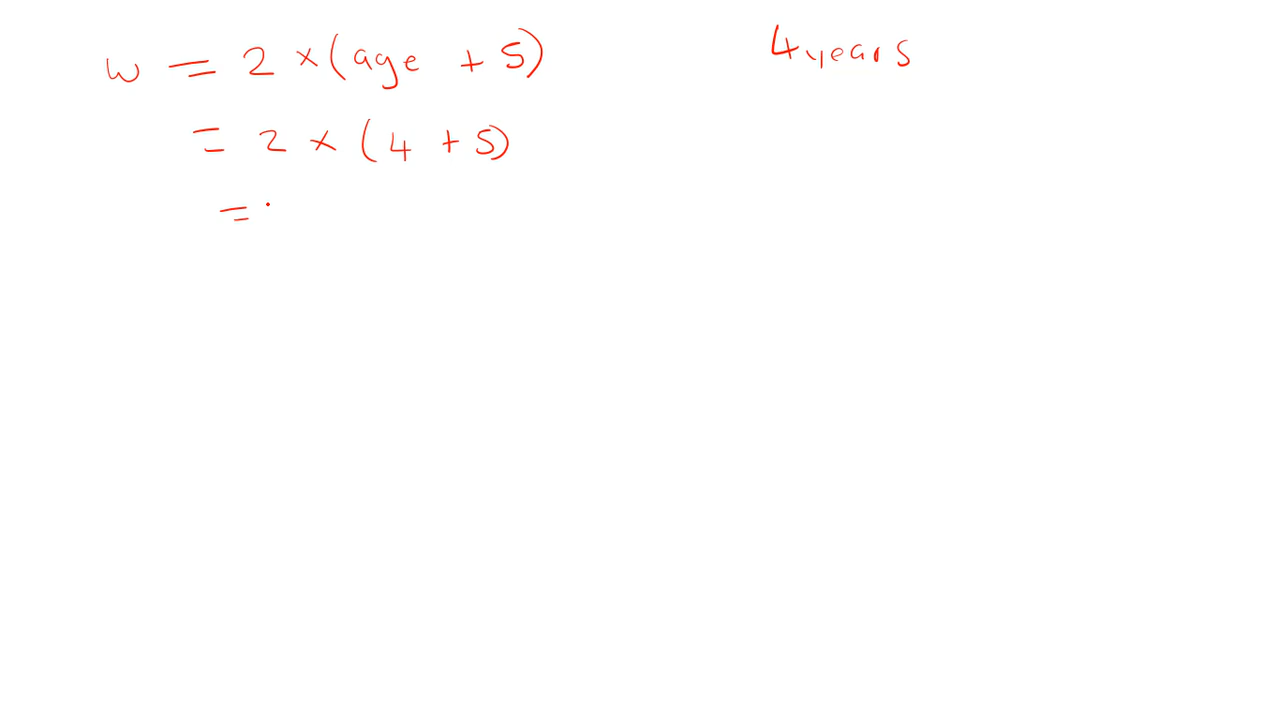 w = 2 × (age + 5)
4 years
= 2 × (4 + 5)
=